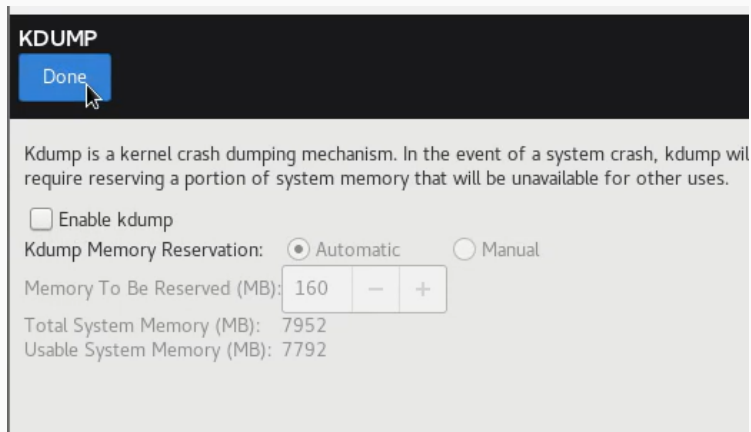 KDUMP
Done
Kdump is a kernel crash dumping mechanism. In the event of a system crash, kdump wil
require reserving a portion of system memory that will be unavailable for other uses.
Enable kdump
Kdump Memory Reservation: Automatic Manual
Memory To Be Reserved (MB): 160 − +
Total System Memory (MB): 7952
Usable System Memory (MB): 7792